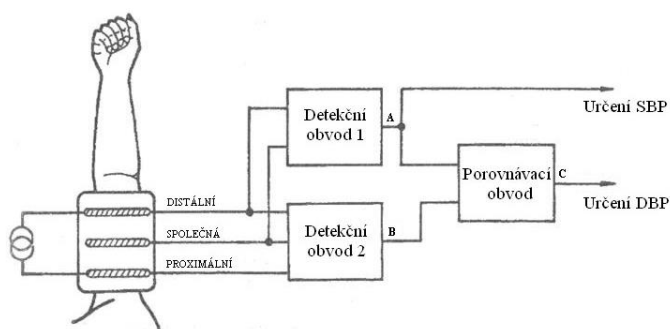 Detekční
obvod 1
A
Určení SBP
Porovnávací
obvod
C
Určení DBP
DISTÁLNÍ
SPOLEČNÁ
PROXIMÁLNÍ
Detekční
obvod 2
B